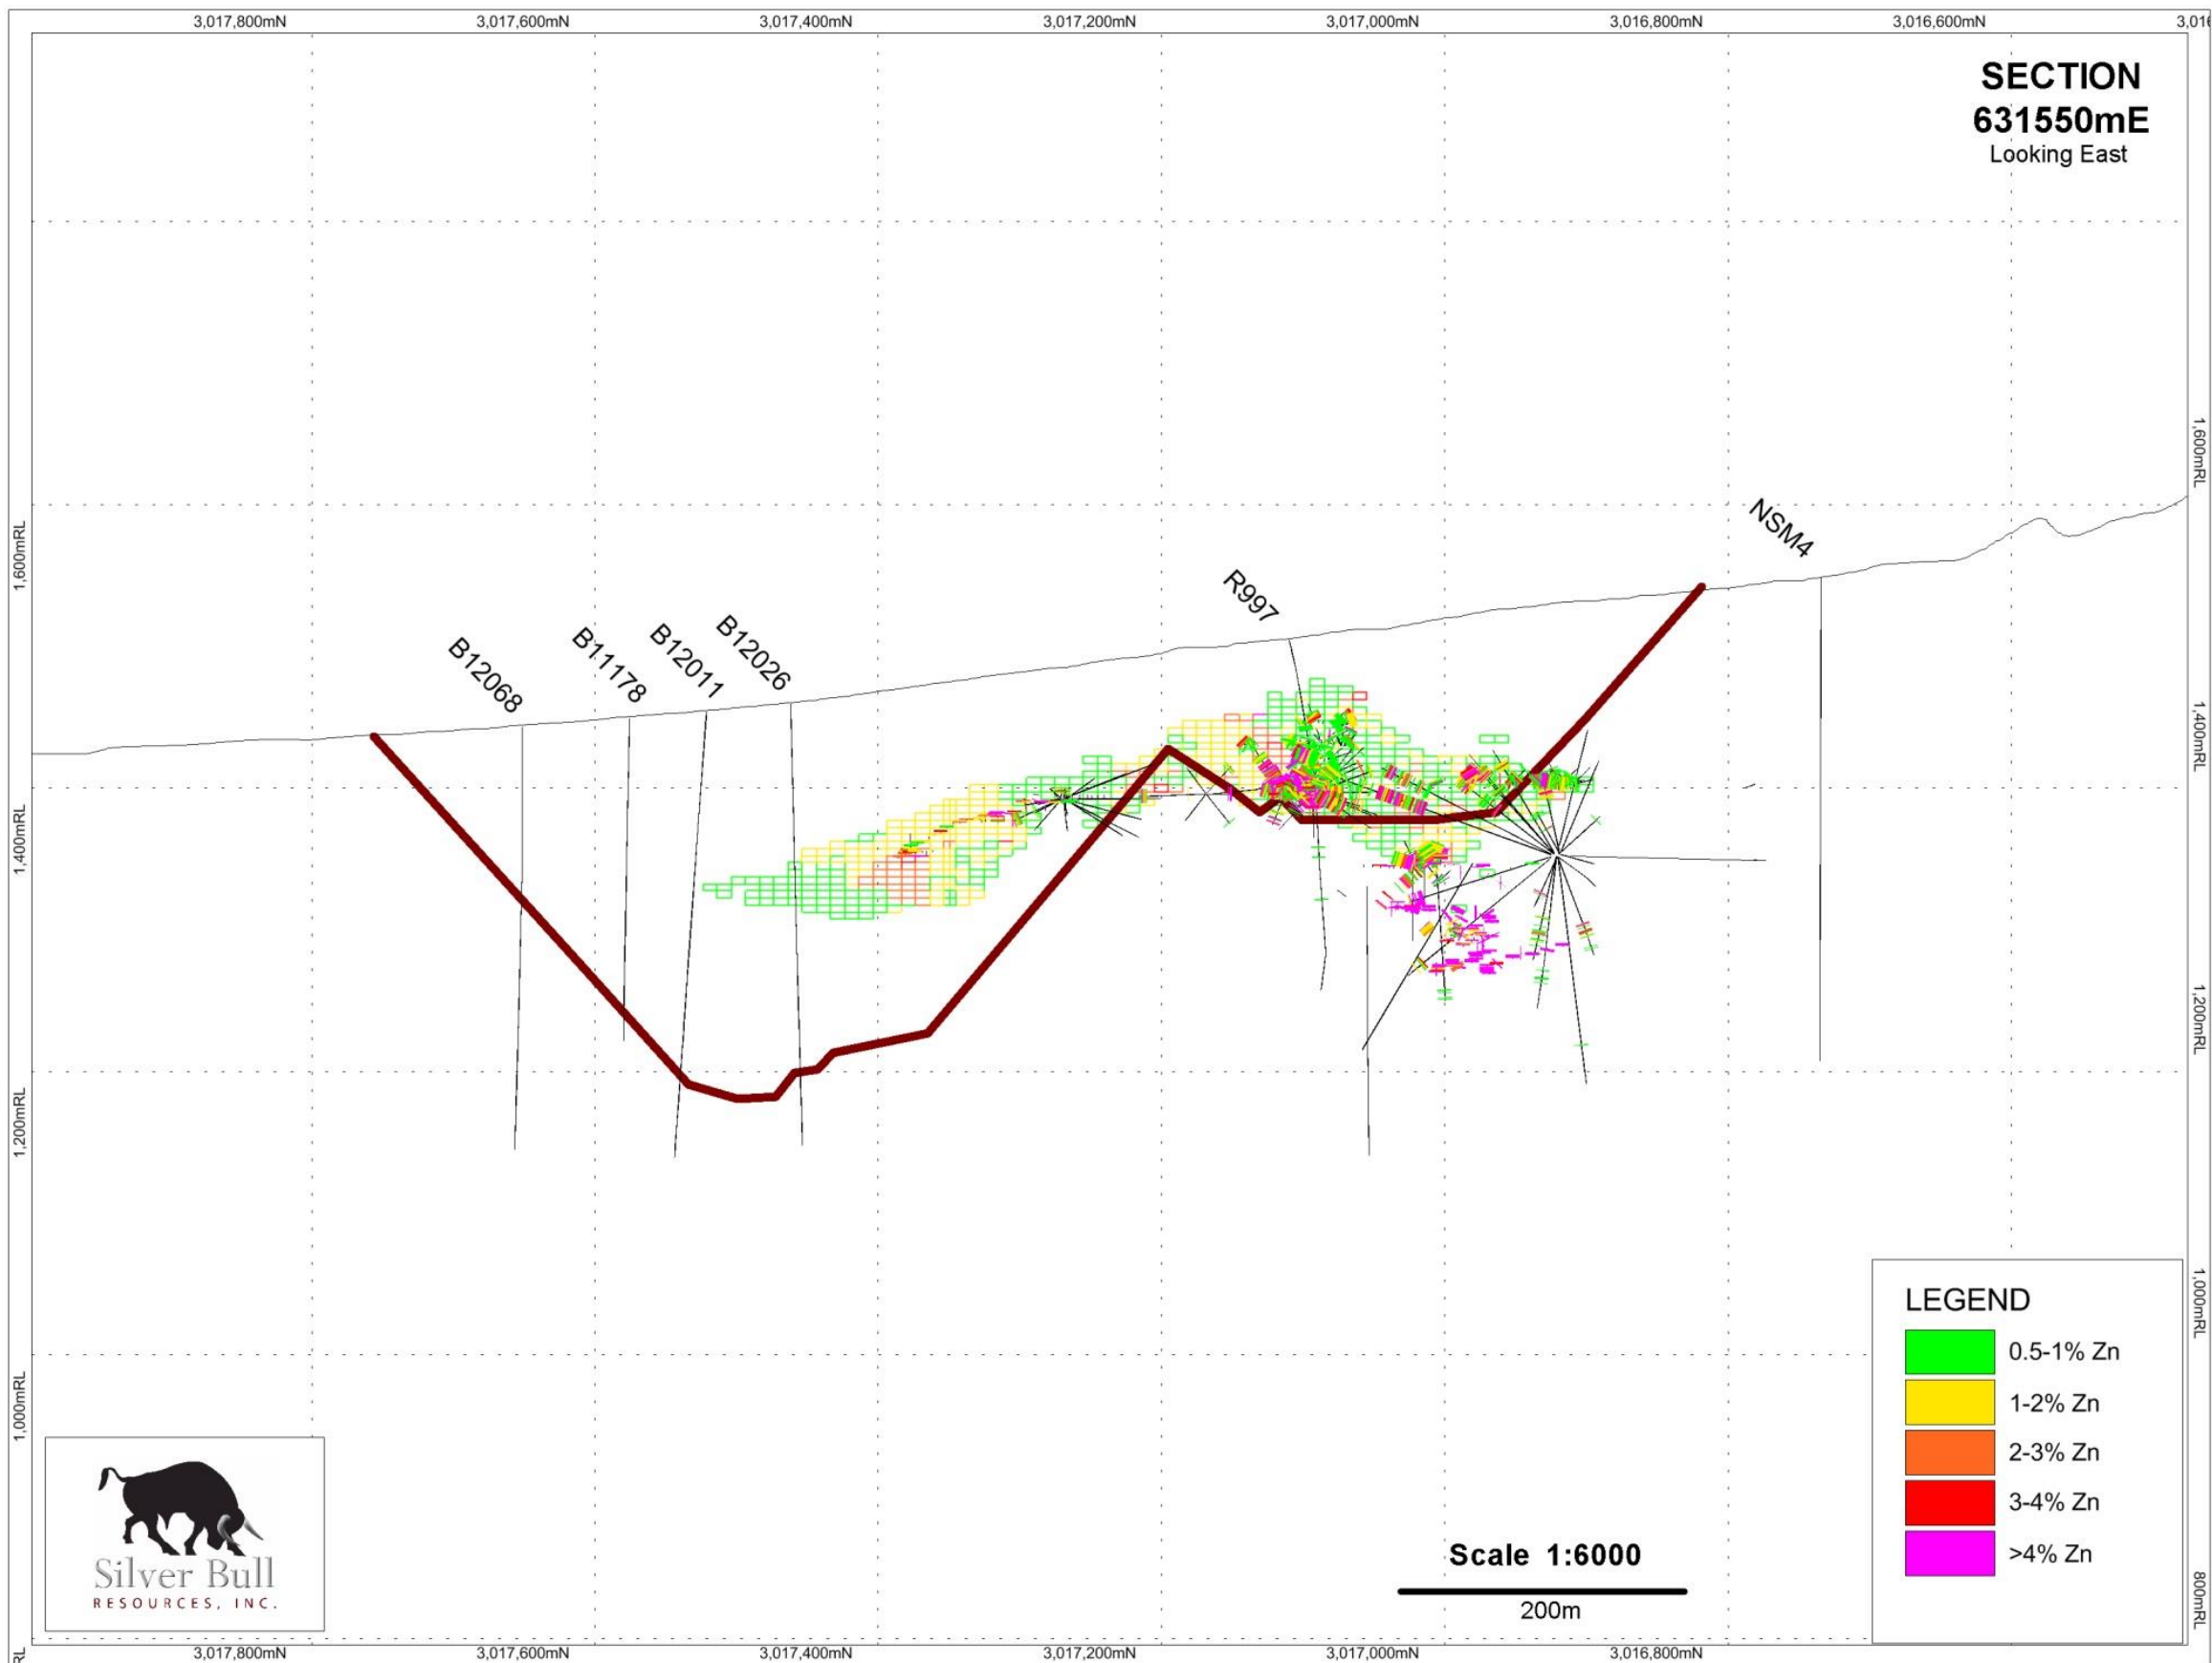 3,017,800mN 3,017,600mN 3,017,400mN 3,017,200mN 3,017,000mN 3,016,800mN 3,016,600mN 3,016
SECTION
631550mE
Looking East
1,600mRL
1,600mRL
NSM4
R997
B12068
B11178
B12011
B12026
1,400mRL
1,400mRL
1,200mRL
1,200mRL
1,000mRL
1,000mRL
800mRL
RL
LEGEND
0.5-1% Zn
1-2% Zn
2-3% Zn
3-4% Zn
>4% Zn
Scale 1:6000
200m
Silver Bull
RESOURCES, INC.
3,017,800mN 3,017,600mN 3,017,400mN 3,017,200mN 3,017,000mN 3,016,800mN